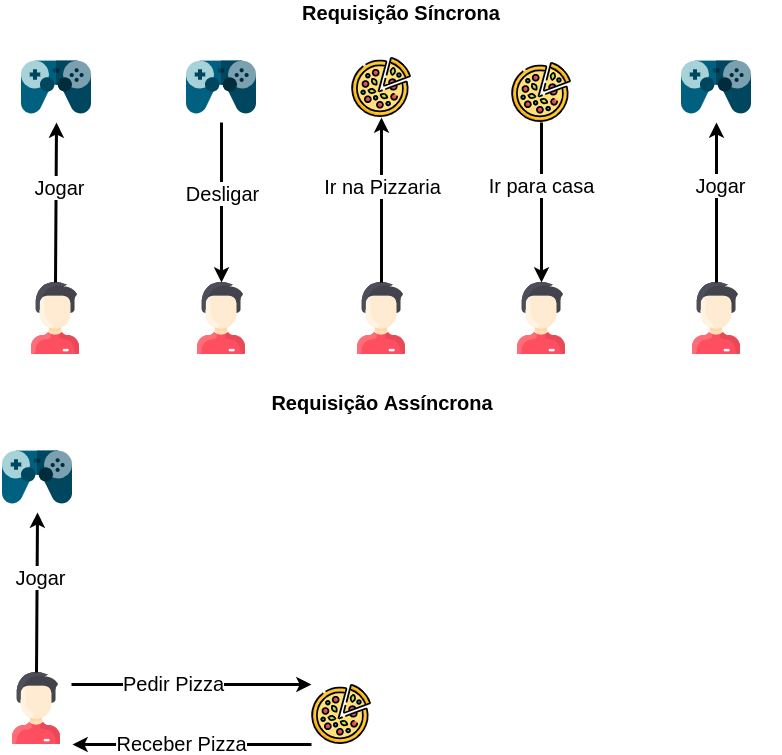 Requisição Síncrona
Jogar
Desligar
Ir na Pizzaria
Ir para casa
Jogar
Requisição Assíncrona
Jogar
Pedir Pizza
Receber Pizza